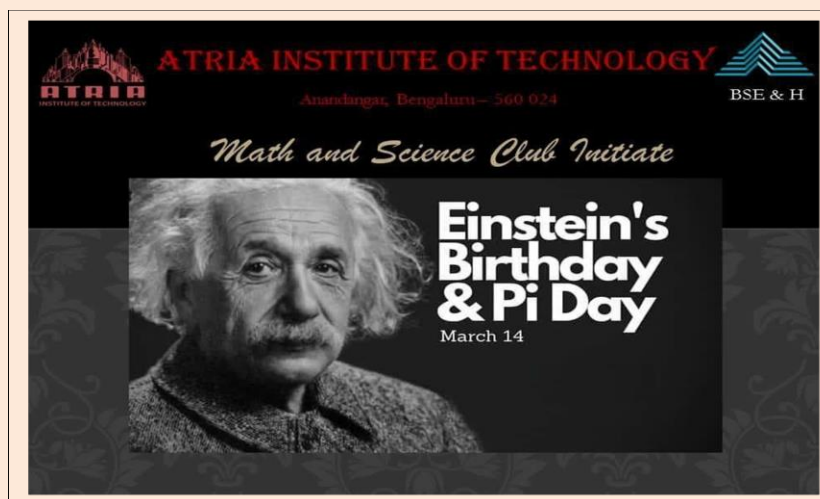 ATRIA INSTITUTE OF TECHNOLOGY
ATRIA
INSTITUTE OF TECHNOLOGY
Anandangar, Bengaluru – 560 024
BSE & H
Math and Science Club Initiate
Einstein's
Birthday
& Pi Day
March 14